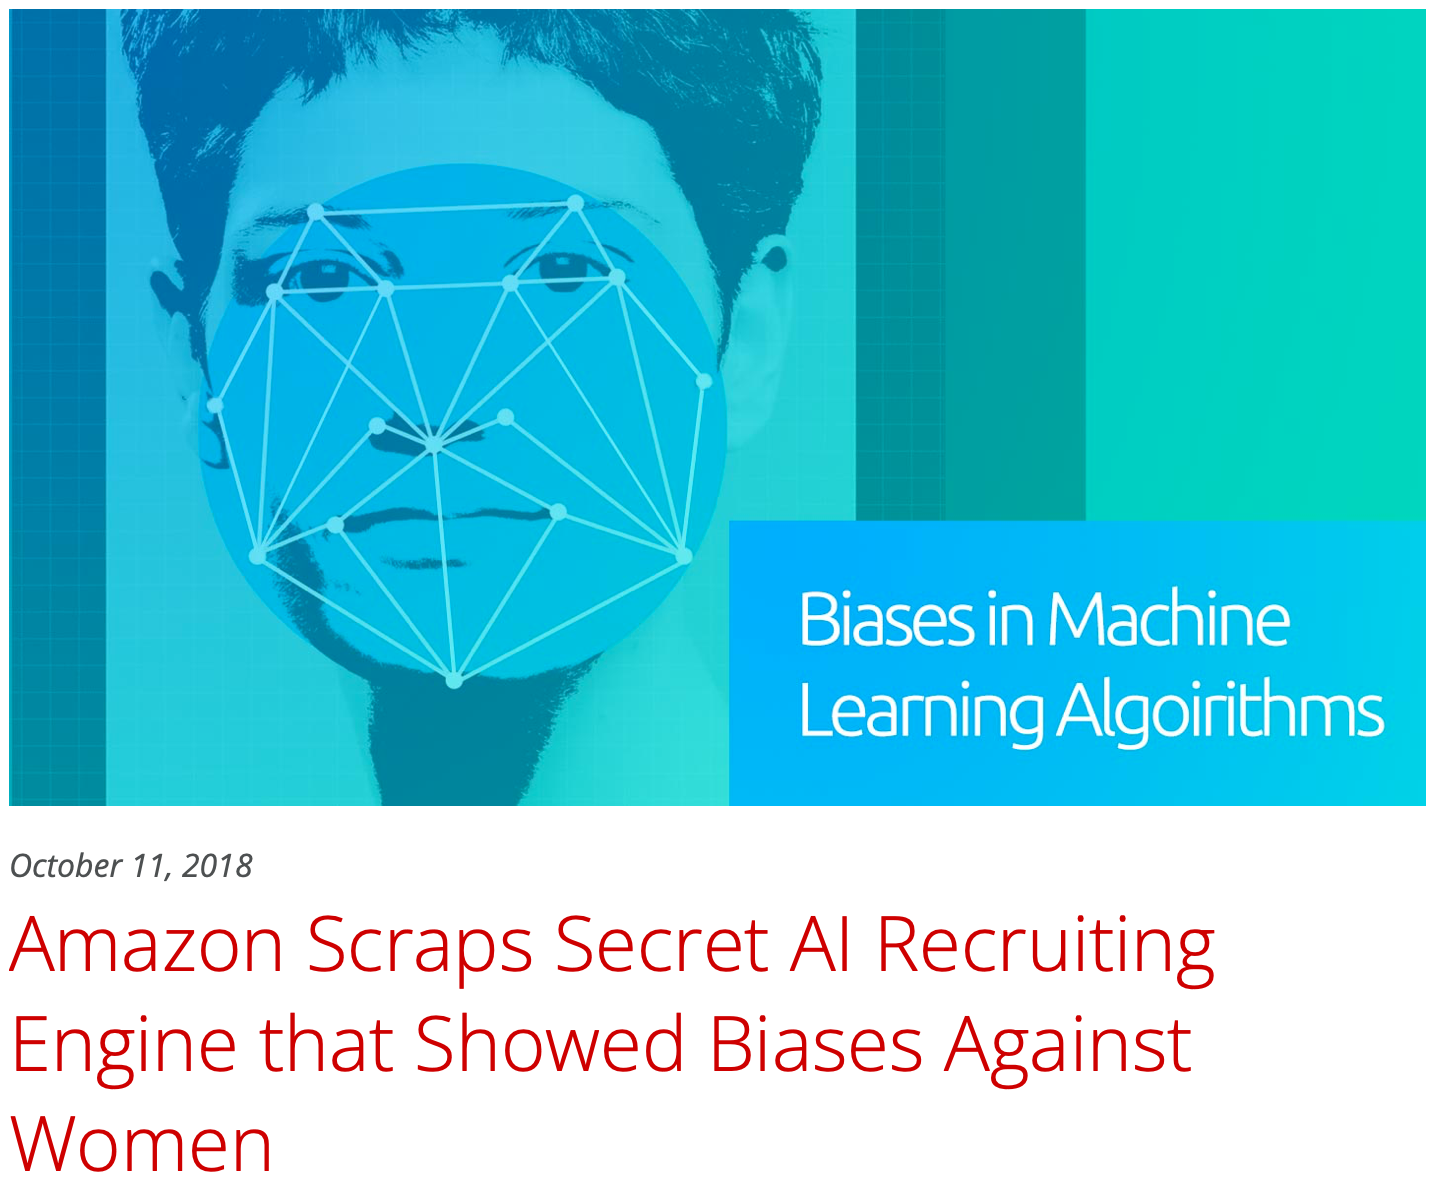 Biases in Machine
Learning Algoirithms
October 11, 2018
Amazon Scraps Secret AI Recruiting
Engine that Showed Biases Against
Women